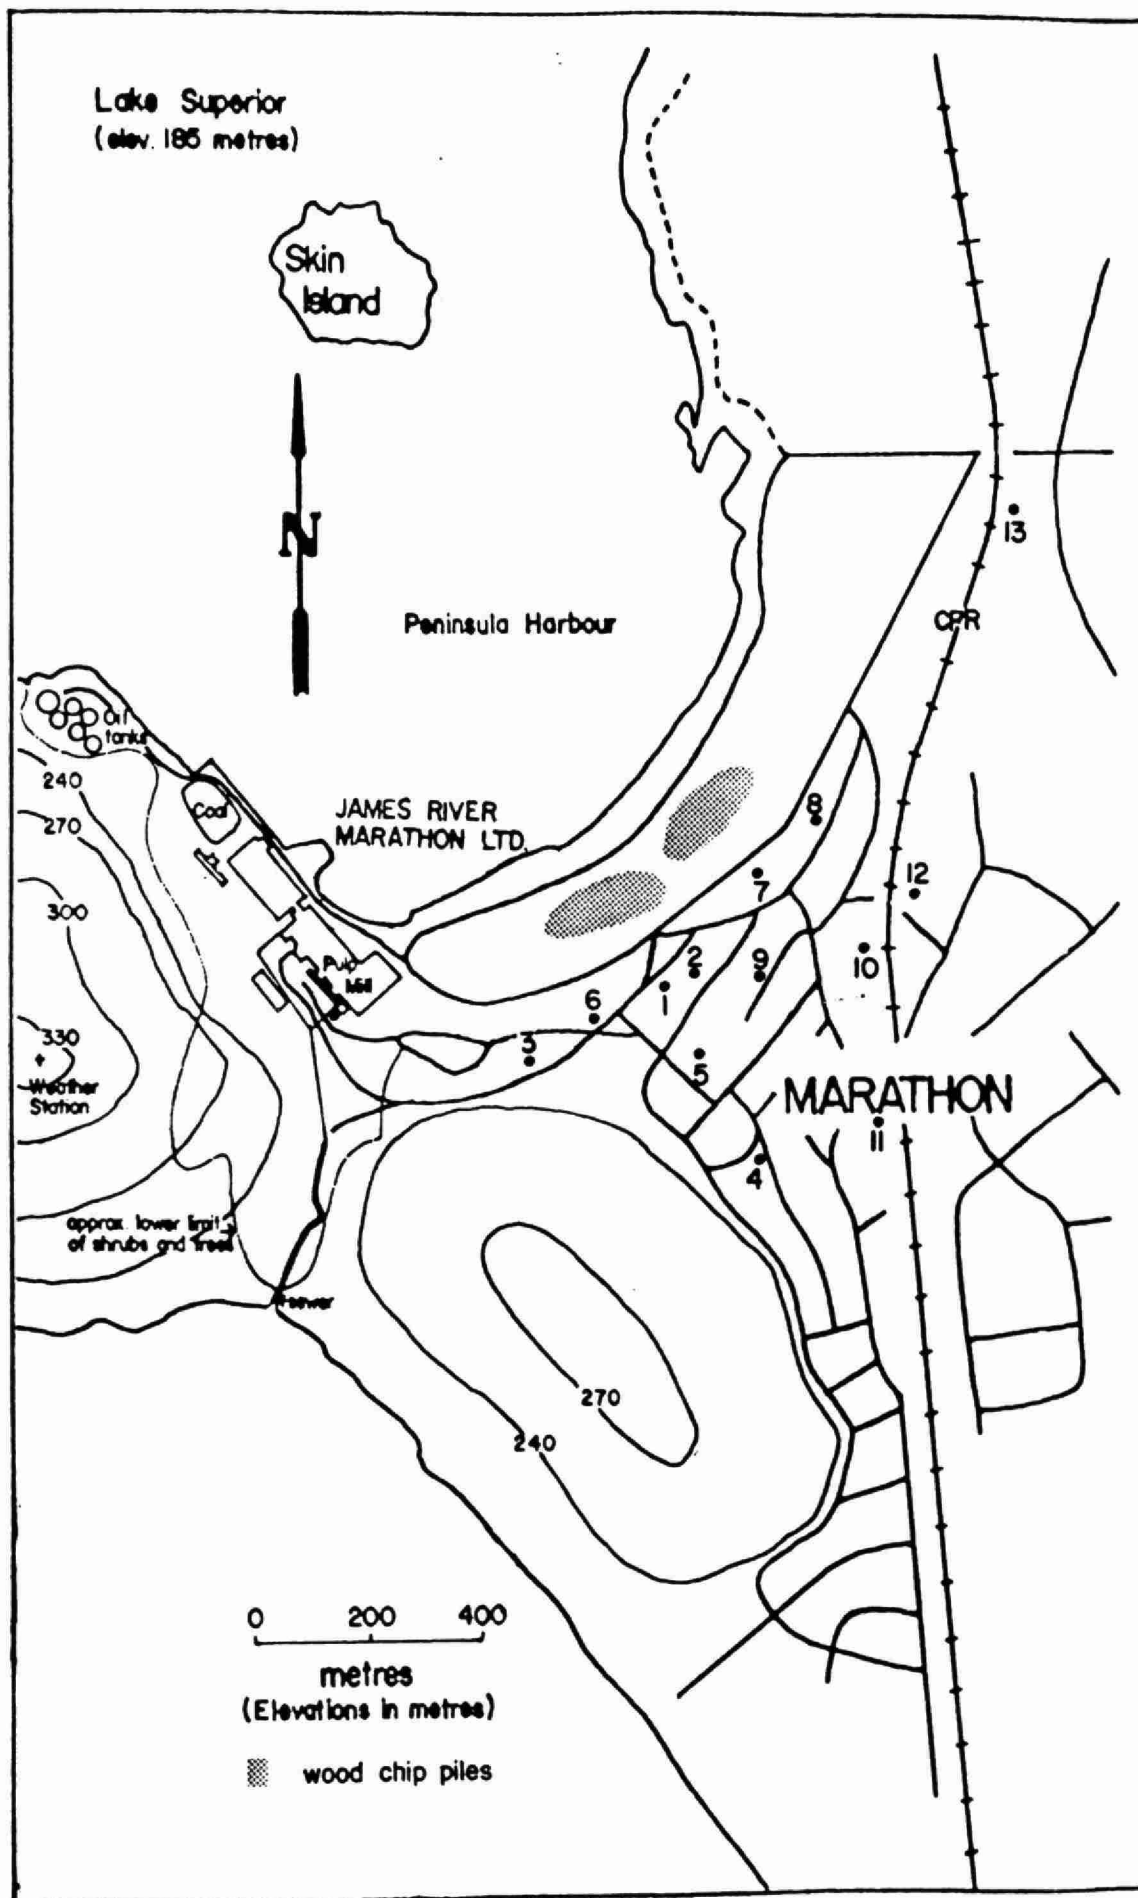 Lake Superior
(elev. 185 metres)
Skin
Island
N
Peninsula Harbour
13
CPR
Oil
tanks
240
270
Coal
JAMES RIVER
MARATHON LTD.
8
7
12
300
2
9
10
Pulp
Mill
1
6
3
5
330
Weather
Station
MARATHON
11
4
approx. lower limit
of shrubs and trees
sewer
270
240
0 200 400
metres
(Elevations in metres)
wood chip piles